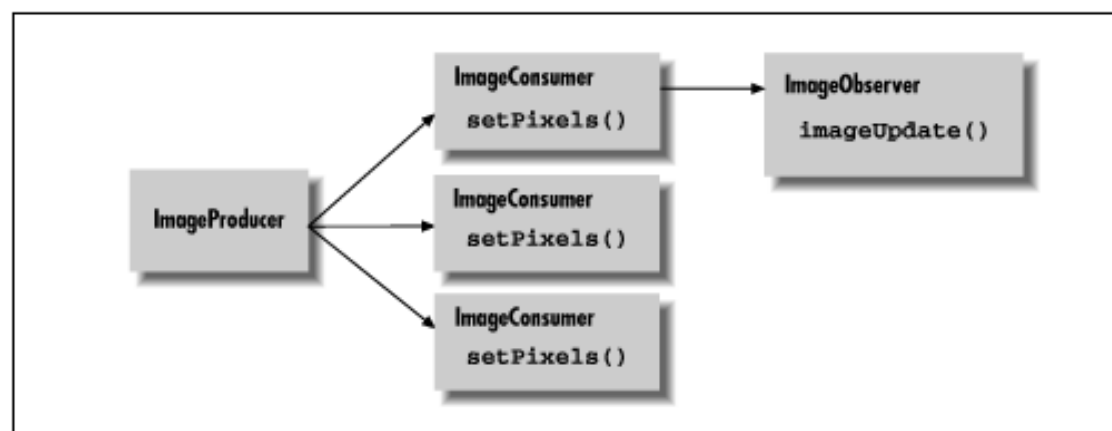 ImageProducer
ImageConsumer
setPixels()
ImageConsumer
setPixels()
ImageConsumer
setPixels()
ImageObserver
imageUpdate()